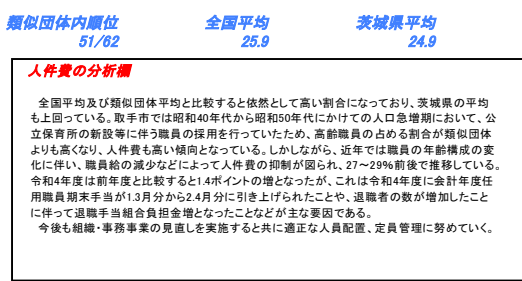 類似団体内順位 全国平均 茨城県平均
51/62 25.9 24.9
人件費の分析欄
全国平均及び類似団体平均と比較すると依然として高い割合になっており、茨城県の平均
も上回っている。取手市では昭和40年代から昭和50年代にかけての人口急増期において、公
立保育所の新設等に伴う職員の採用を行っていたため、高齢職員の占める割合が類似団体
よりも高くなり、人件費も高い傾向となっている。しかしながら、近年では職員の年齢構成の変
化に伴い、職員給の減少などによって人件費の抑制が図られ、27~29%前後で推移している。
令和4年度は前年度と比較すると1.4ポイントの増となったが、これは令和4年度に会計年度任
用職員期末手当が1.3月分から2.4月分に引き上げられたことや、退職者の数が増加したこと
に伴って退職手当組合負担金増となったことなどが主な要因である。
今後も組織・事務事業の見直しを実施すると共に適正な人員配置、定員管理に努めていく。